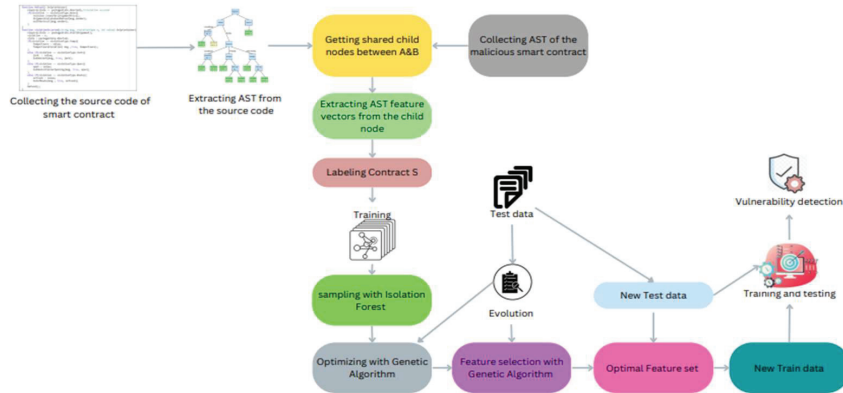 Collecting the source code of
smart contract
Extracting AST from
the source code
Getting shared child
nodes between A&B
Collecting AST of the
malicious smart contract
Extracting AST feature
vectors from the child
node
Labeling Contract S
Training
sampling with Isolation
Forest
Optimizing with Genetic
Algorithm
Test data
Evolution
Feature selection with
Genetic Algorithm
New Test data
Optimal Feature set
Vulnerability detection
Training and testing
New Train data